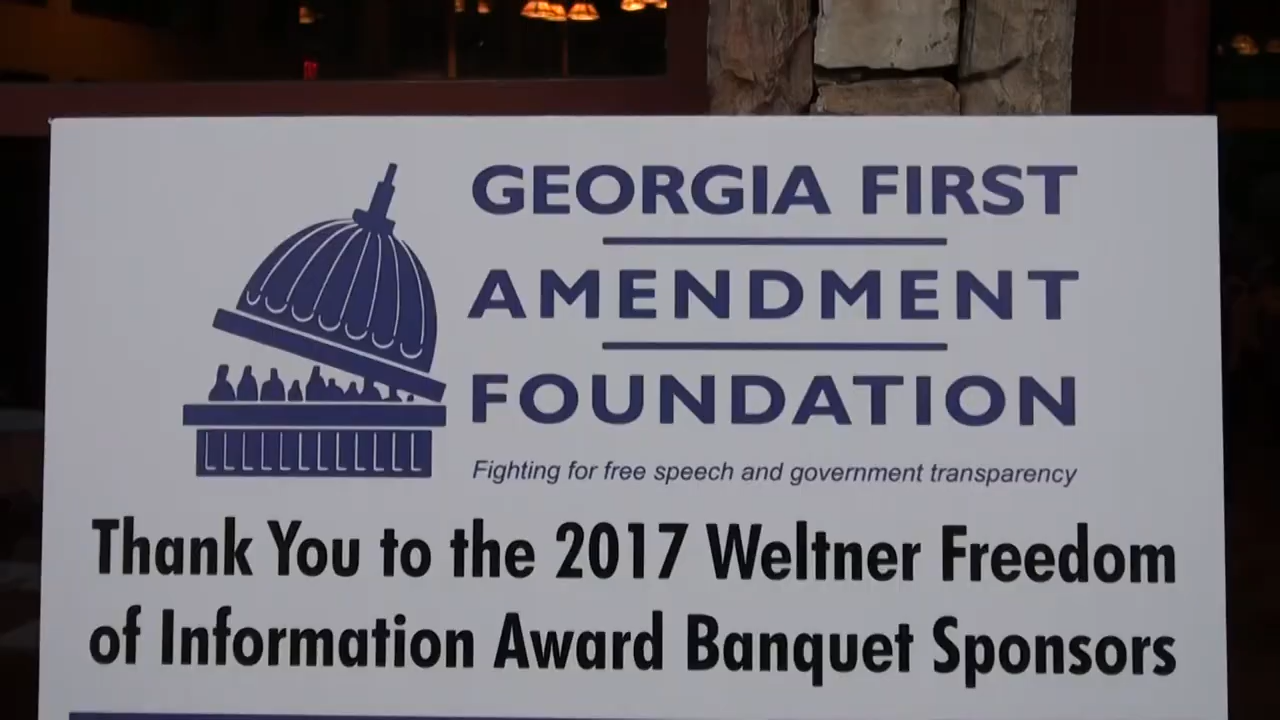 GEORGIA FIRST
AMENDMENT
FOUNDATION
Fighting for free speech and government transparency
Thank You to the 2017 Weltner Freedom
of Information Award Banquet Sponsors